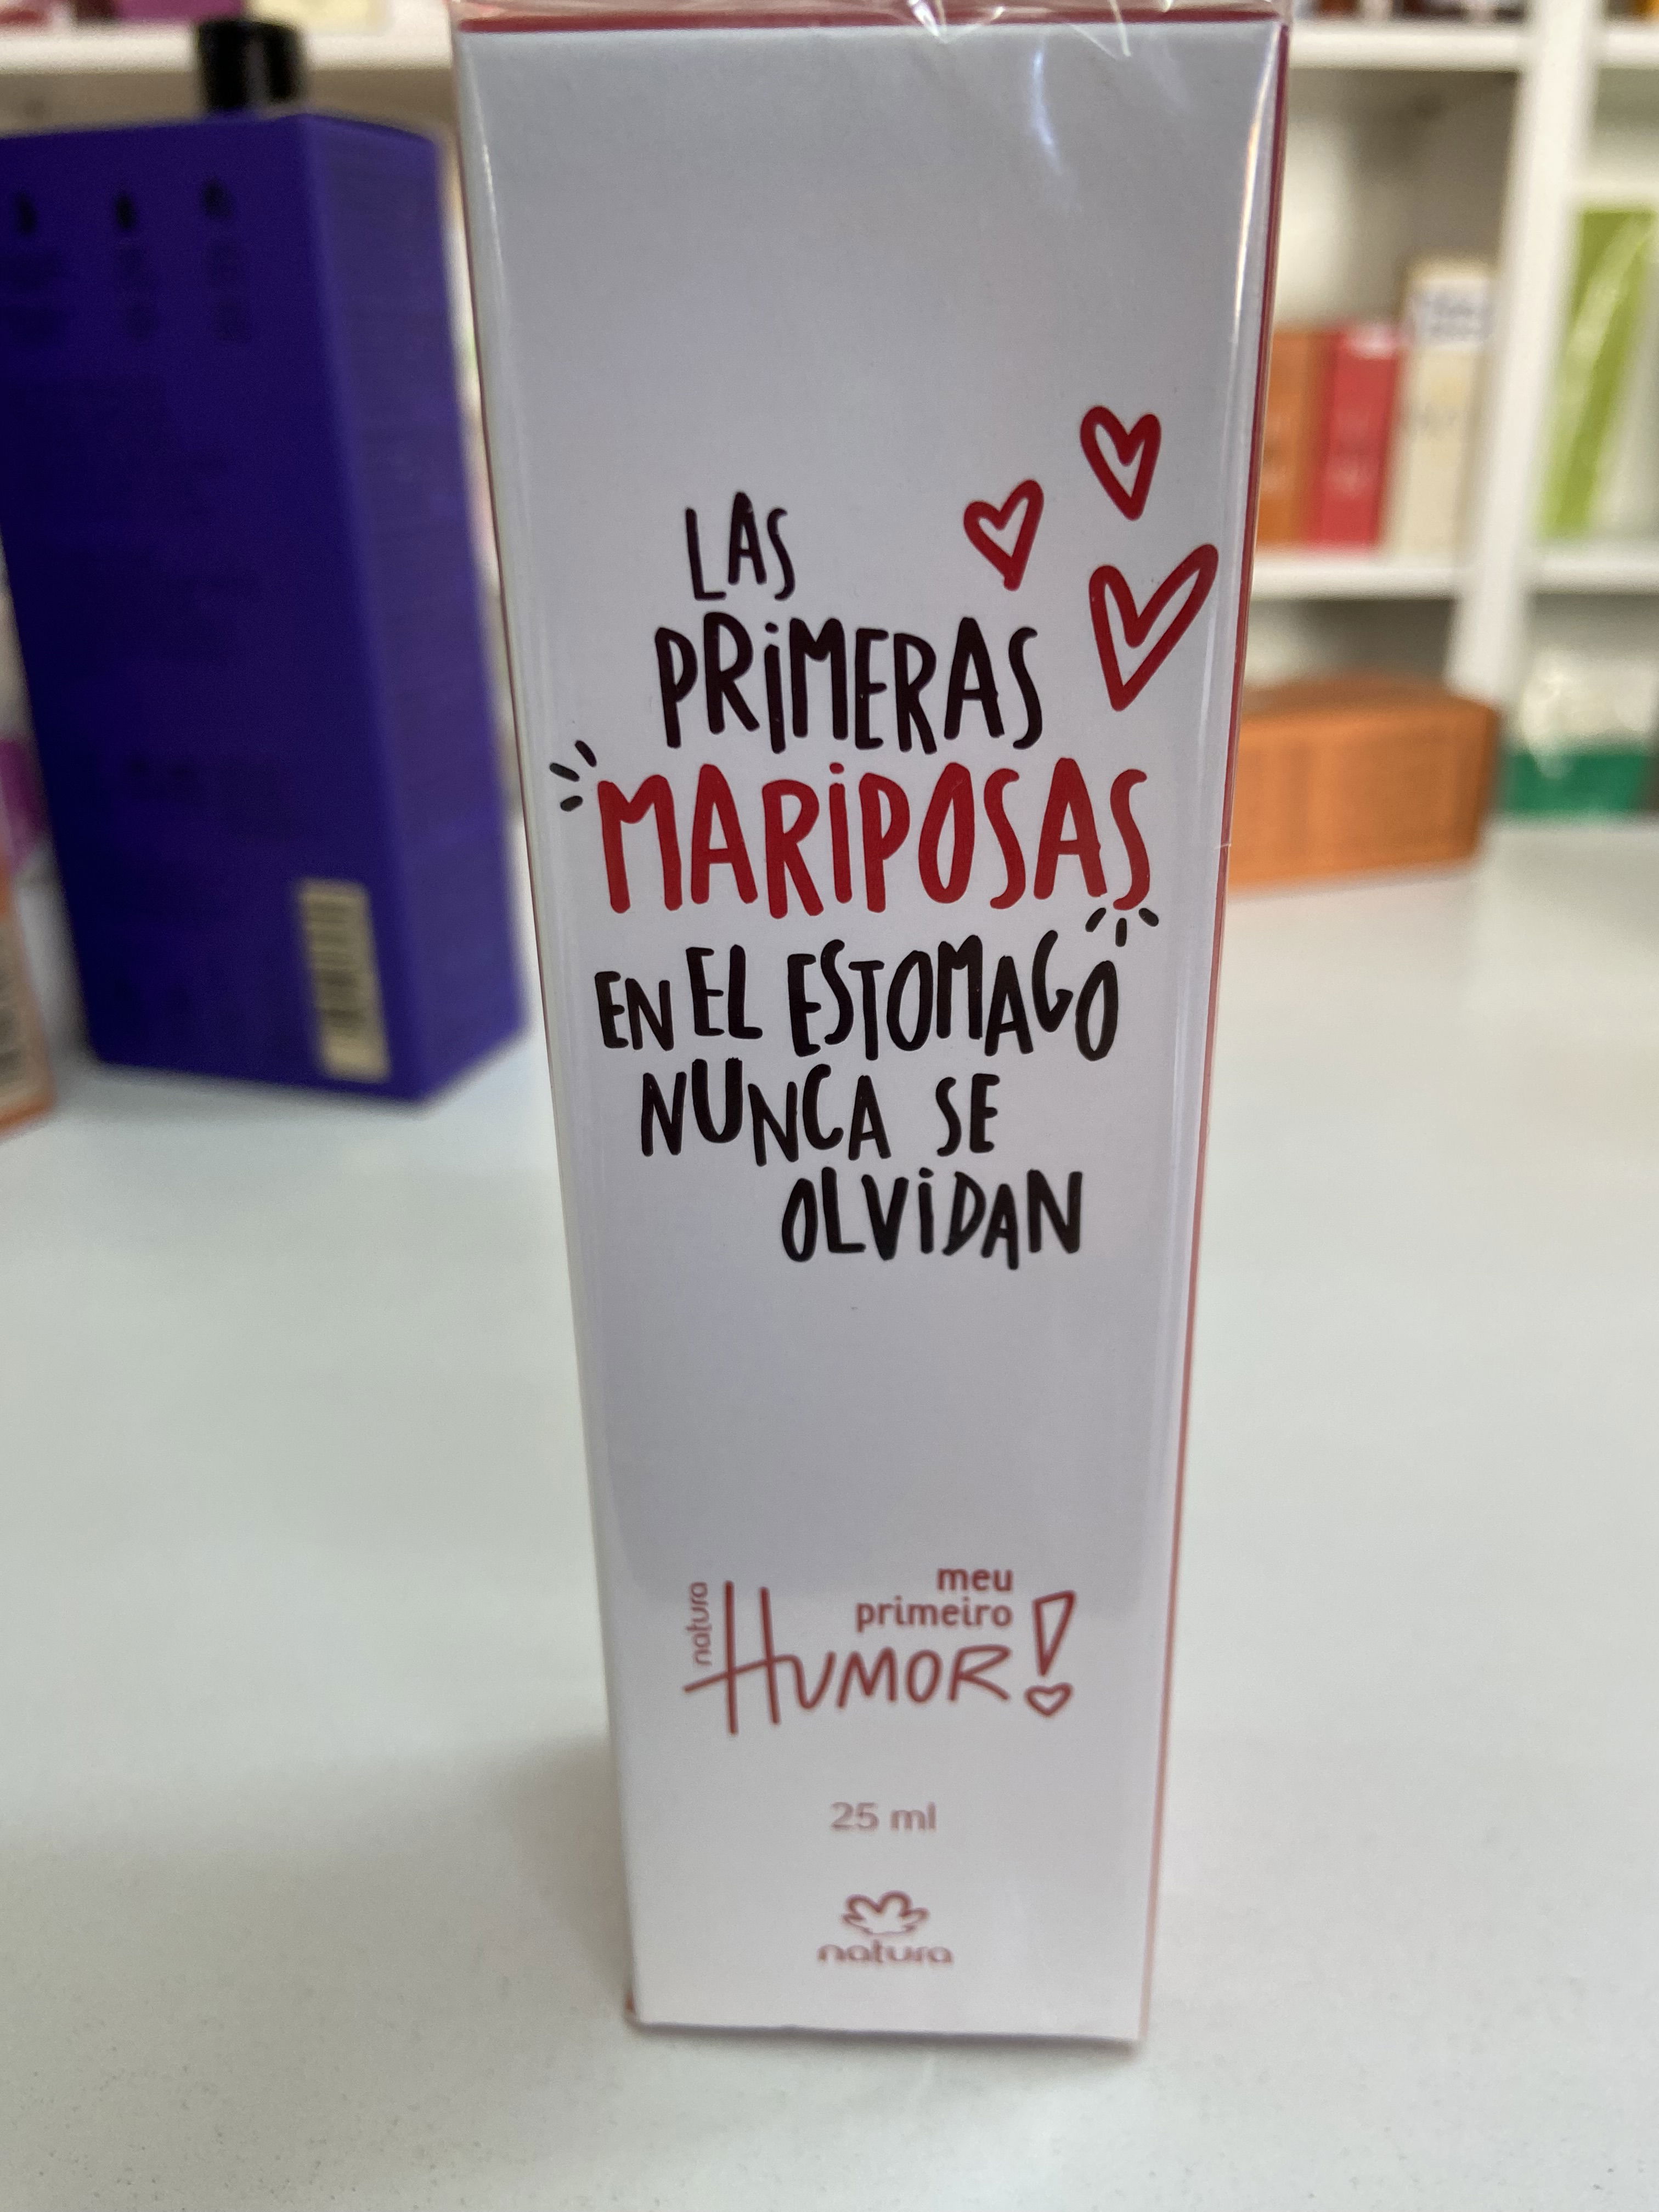 LAS
PRiMERAS
MARiPOSAS
EN EL ESTOMAGO
NUNCA SE
OLViDAN
natura
meu
primeiro
HUMOR!
25 ml
natura